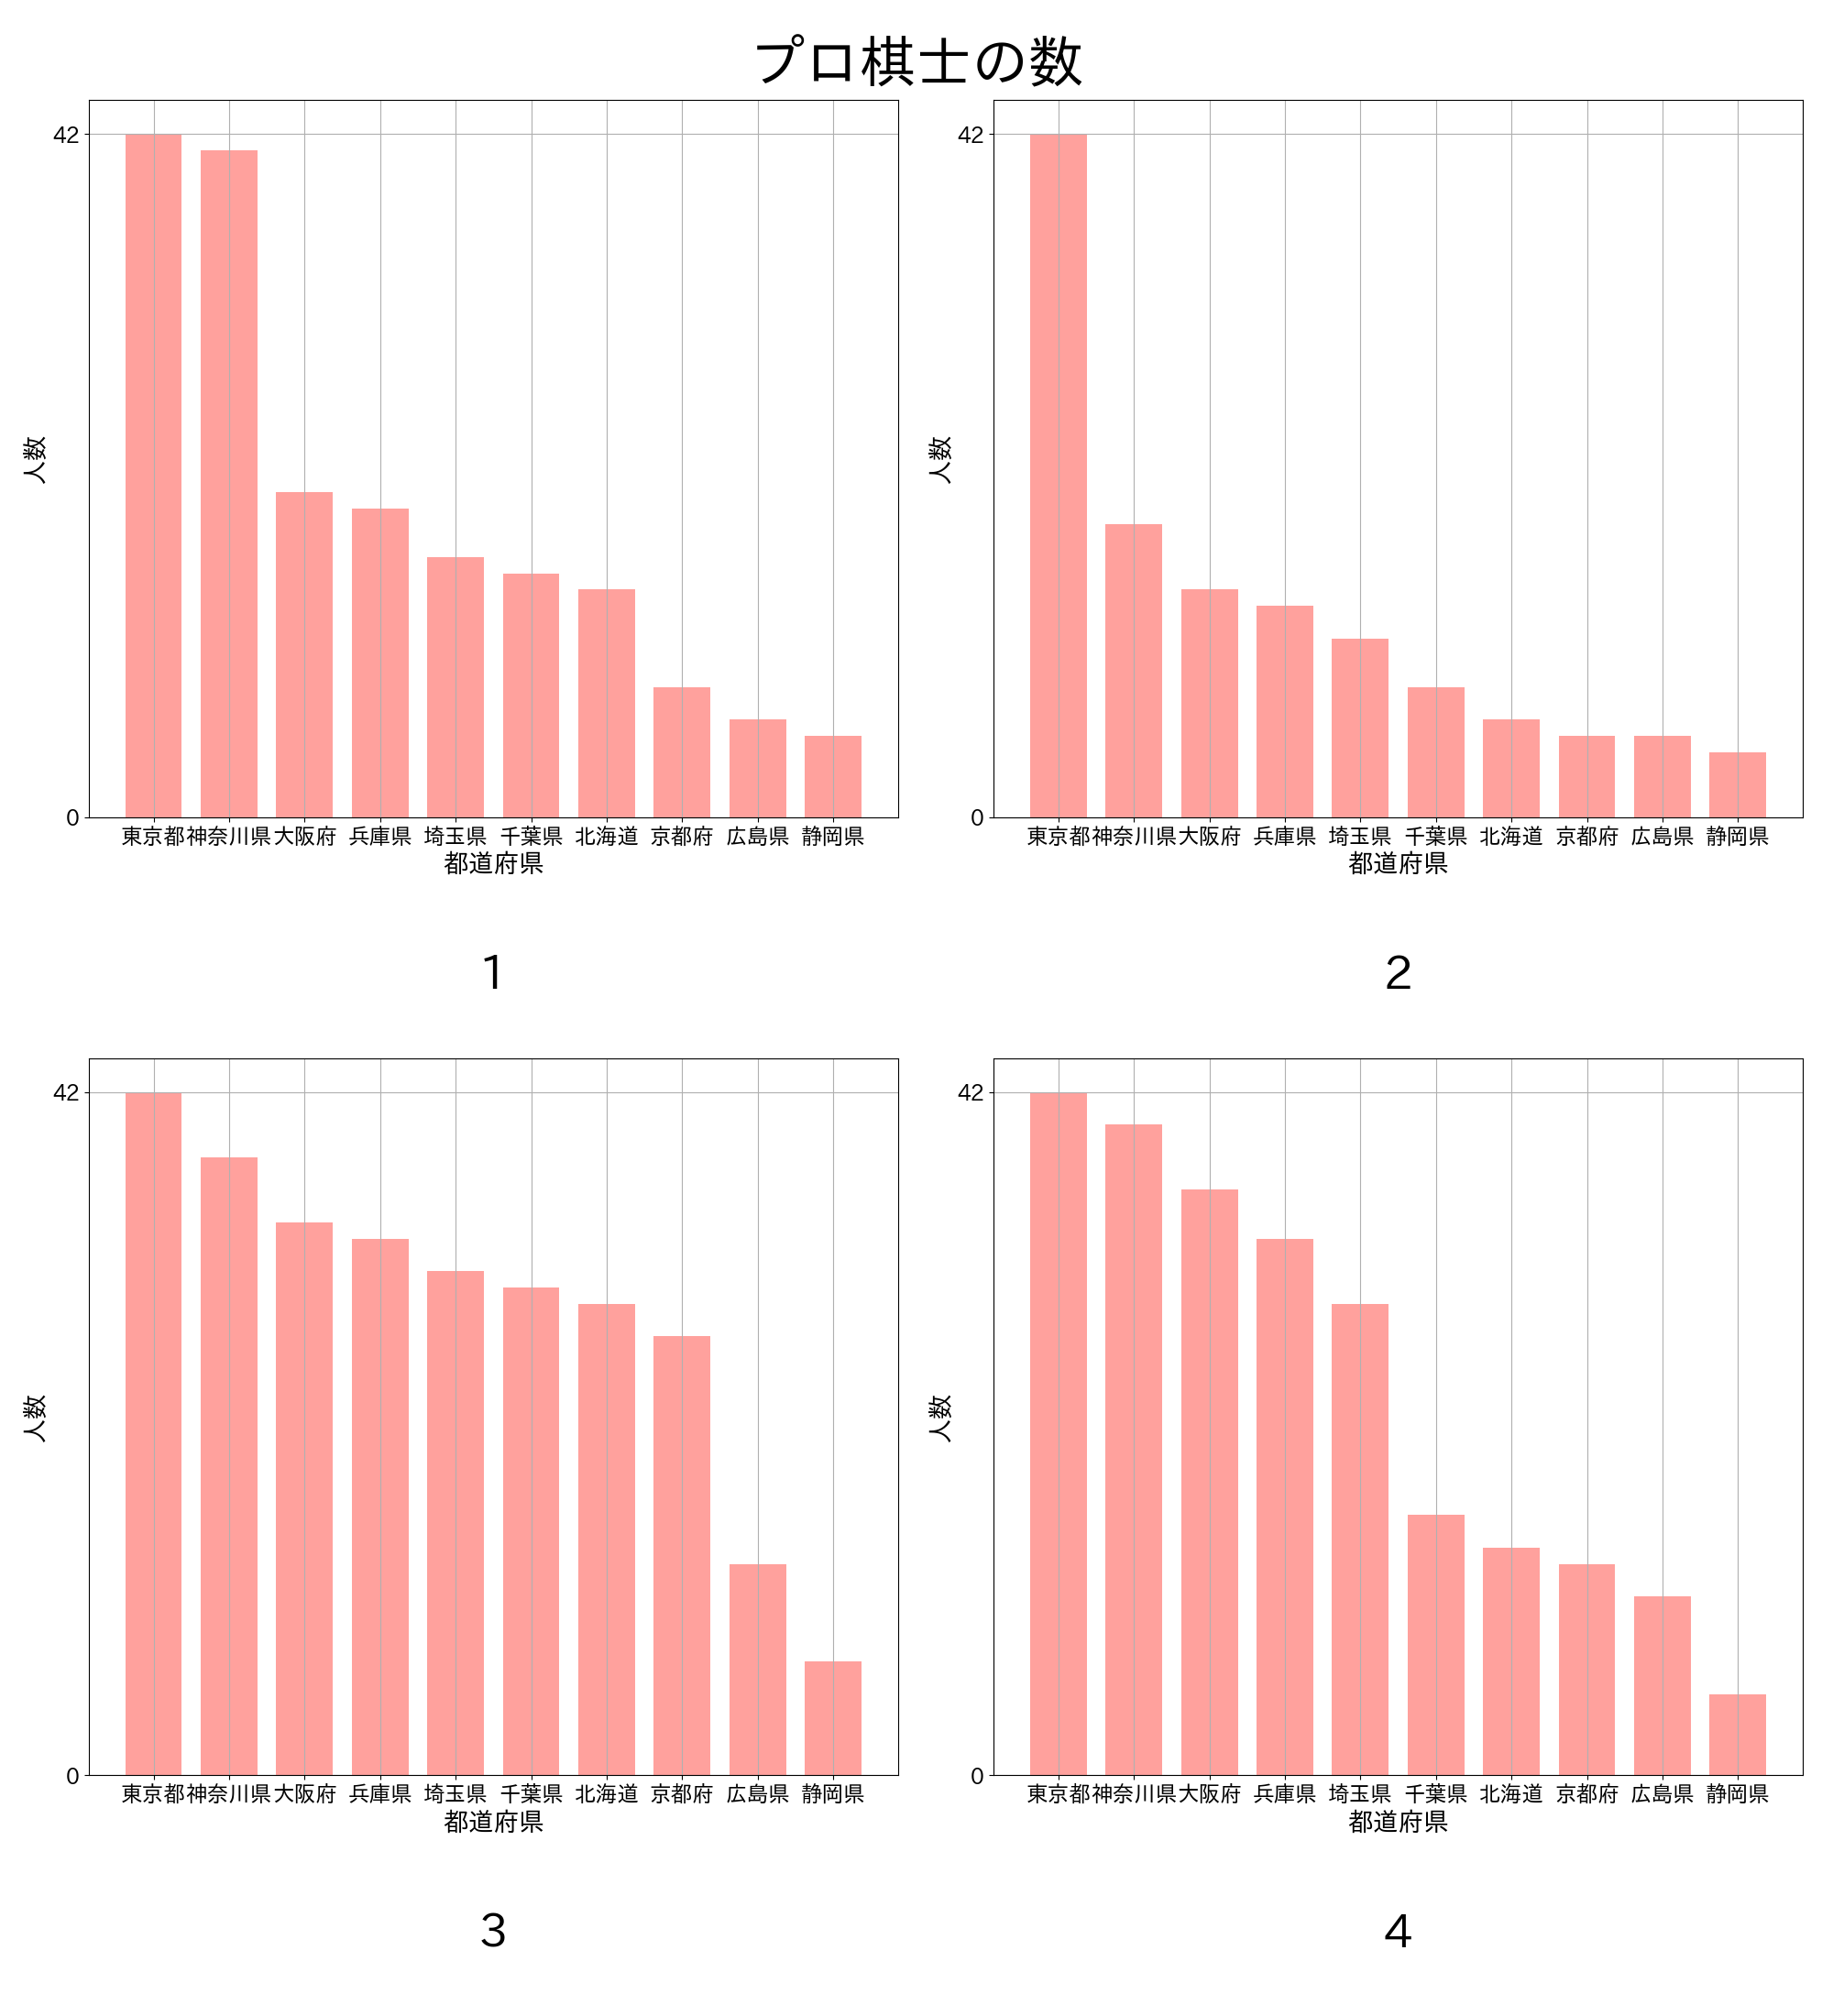 プロ棋士の数
42
0
人数
東京都 神奈川県 大阪府 兵庫県 埼玉県 千葉県 北海道 京都府 広島県 静岡県
都道府県
1
42
0
人数
東京都 神奈川県 大阪府 兵庫県 埼玉県 千葉県 北海道 京都府 広島県 静岡県
都道府県
2
42
0
人数
東京都 神奈川県 大阪府 兵庫県 埼玉県 千葉県 北海道 京都府 広島県 静岡県
都道府県
3
42
0
人数
東京都 神奈川県 大阪府 兵庫県 埼玉県 千葉県 北海道 京都府 広島県 静岡県
都道府県
4